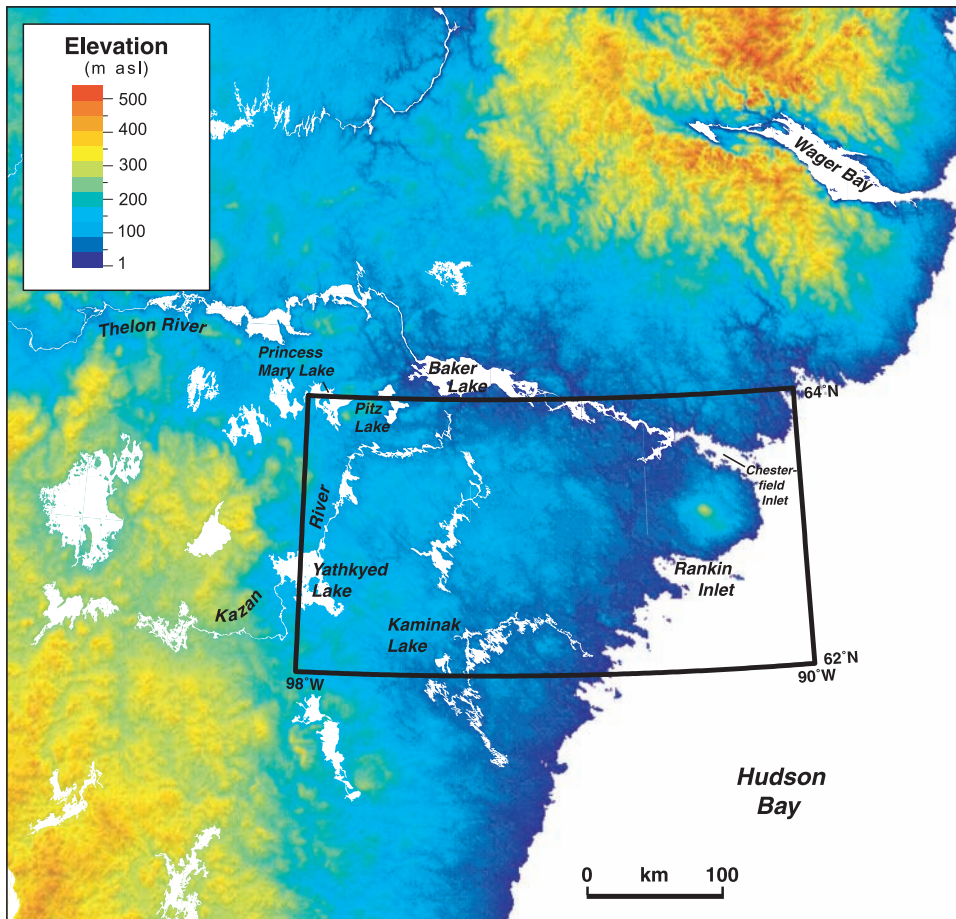 Elevation
(m asl)
500
400
300
200
100
1
Wager Bay
Thelon River
Princess
Mary Lake
Baker
Lake
Pitz
Lake
64°N
Chester-
field
Inlet
River
Rankin
Inlet
Yathkyed
Lake
Kazan
Kaminak
Lake
62°N
90°W
98°W
Hudson
Bay
0 km 100